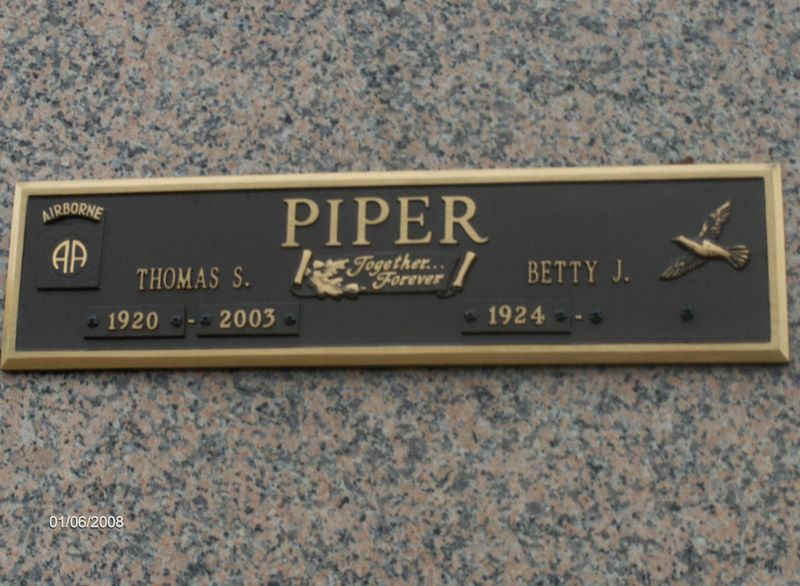 AIRBORNE
AA
PIPER
THOMAS S.
Together...
Forever
BETTY J.
1920 - 2003
1924 -
01/06/2008